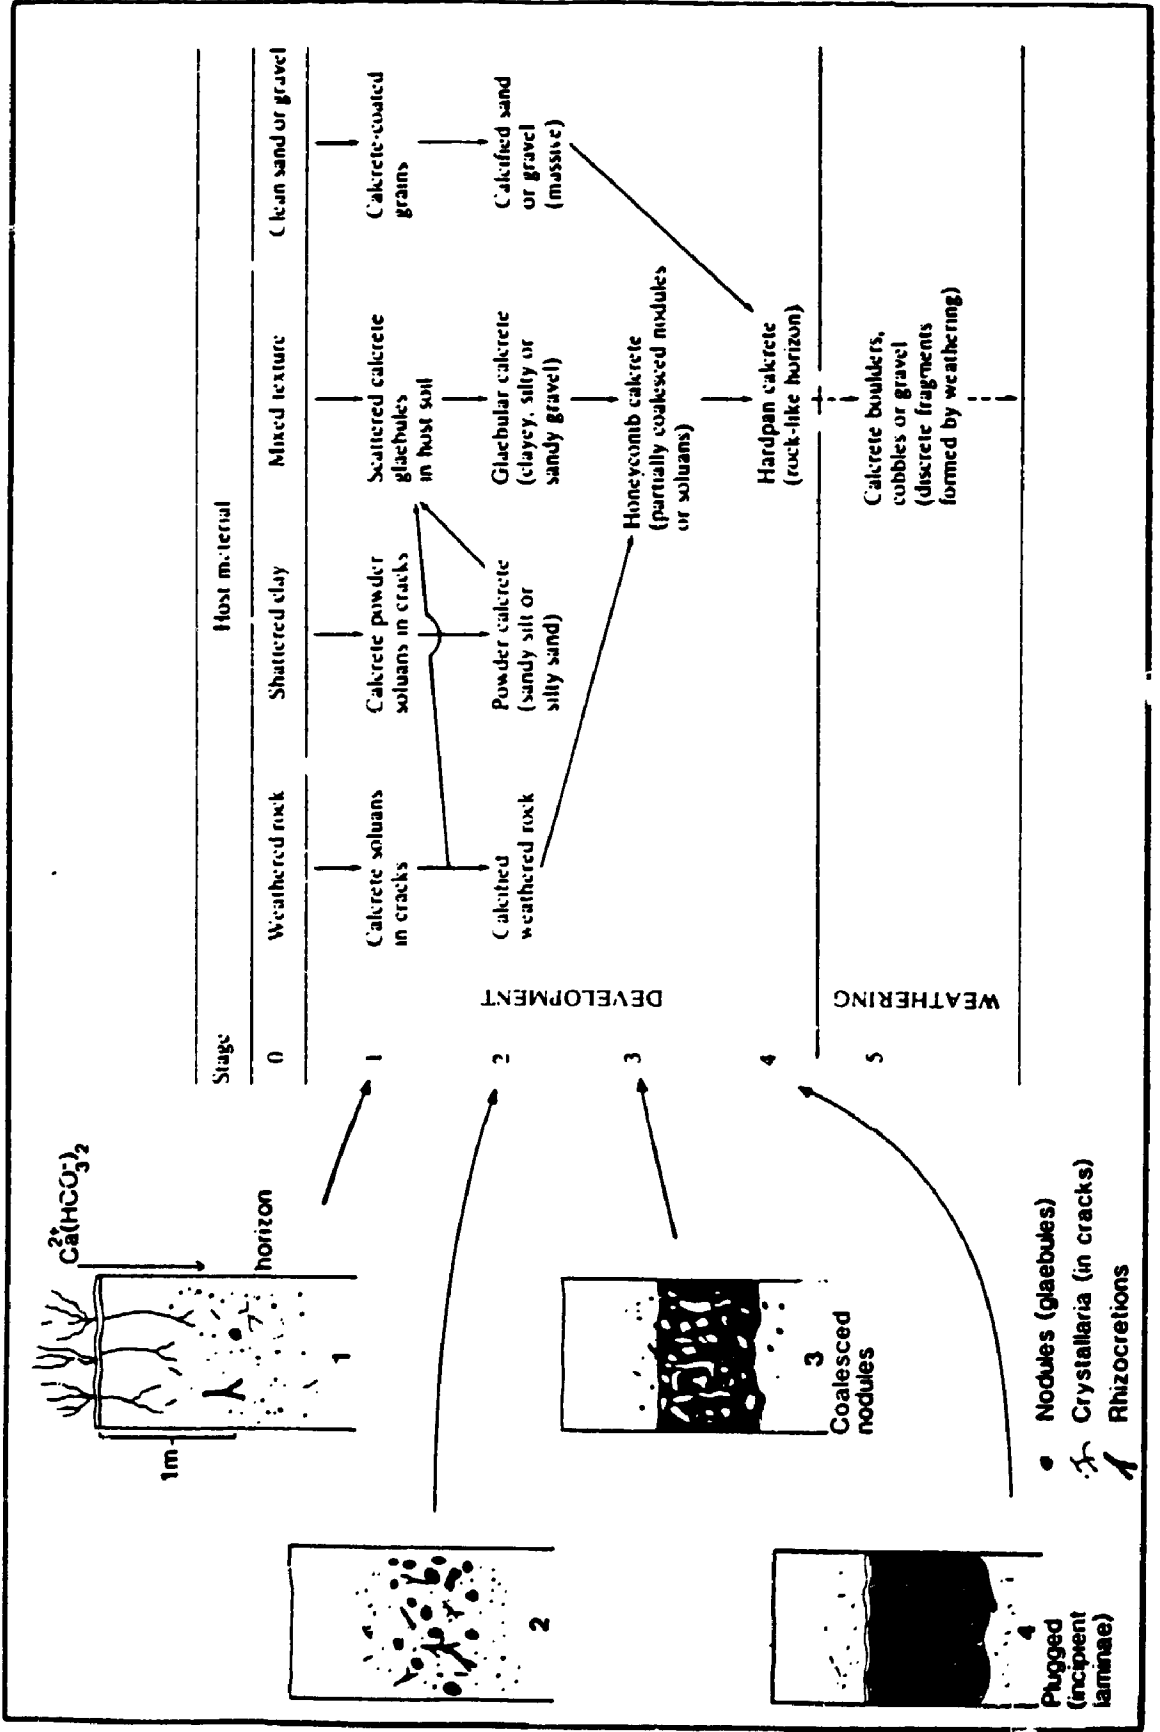 Stage
Host material
0
Weathered rock
Shattered clay
Mixed texture
Clean sand or gravel
1
Calcrete soluans
in cracks
Calcrete powder
soluans in cracks
Scattered calcrete
glaebules
in host soil
Calcrete-coated
grains
2
Calcified
weathered rock
Powder calcrete
(sandy silt or
silty sand)
Glaebular calcrete
(clayey, silty or
sandy gravel)
Calcified sand
or gravel
(massive)
3
Honeycomb calcrete
(partially coalesced nodules
or soluans)
4
Hardpan calcrete
(rock-like horizon)
DEVELOPMENT
5
Calcrete boulders,
cobbles or gravel
(discrete fragments
formed by weathering)
WEATHERING
Ca²⁺(HCO₃⁻)₂
1m
horizon
1
2
3
Coalesced
nodules
4
Plugged
(incipient
laminae)
Nodules (glaebules)
Crystallaria (in cracks)
Rhizocretions